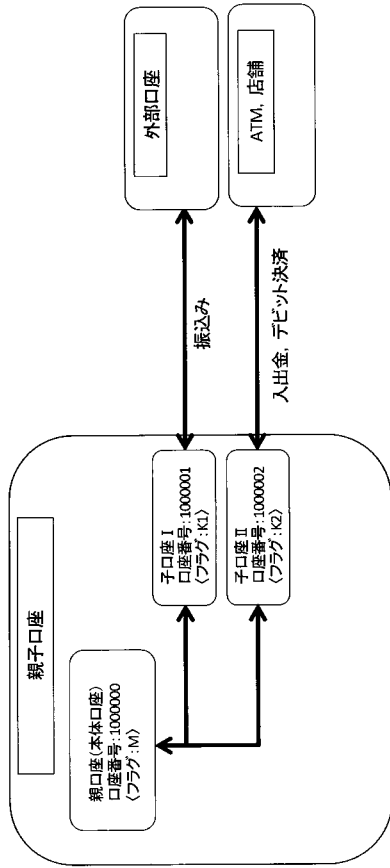 親子口座
親口座(本体口座)
口座番号:1000000
〈フラグ:M〉
子口座Ⅰ
口座番号:1000001
〈フラグ:K1〉
子口座Ⅱ
口座番号:1000002
〈フラグ:K2〉
振込み
入出金, デビット決済
外部口座
ATM, 店舗